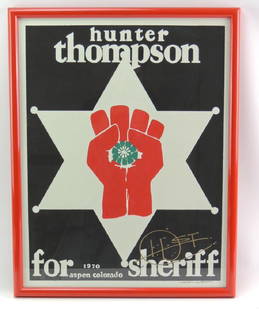 hunter
thompson
1970
for sheriff
aspen colorado